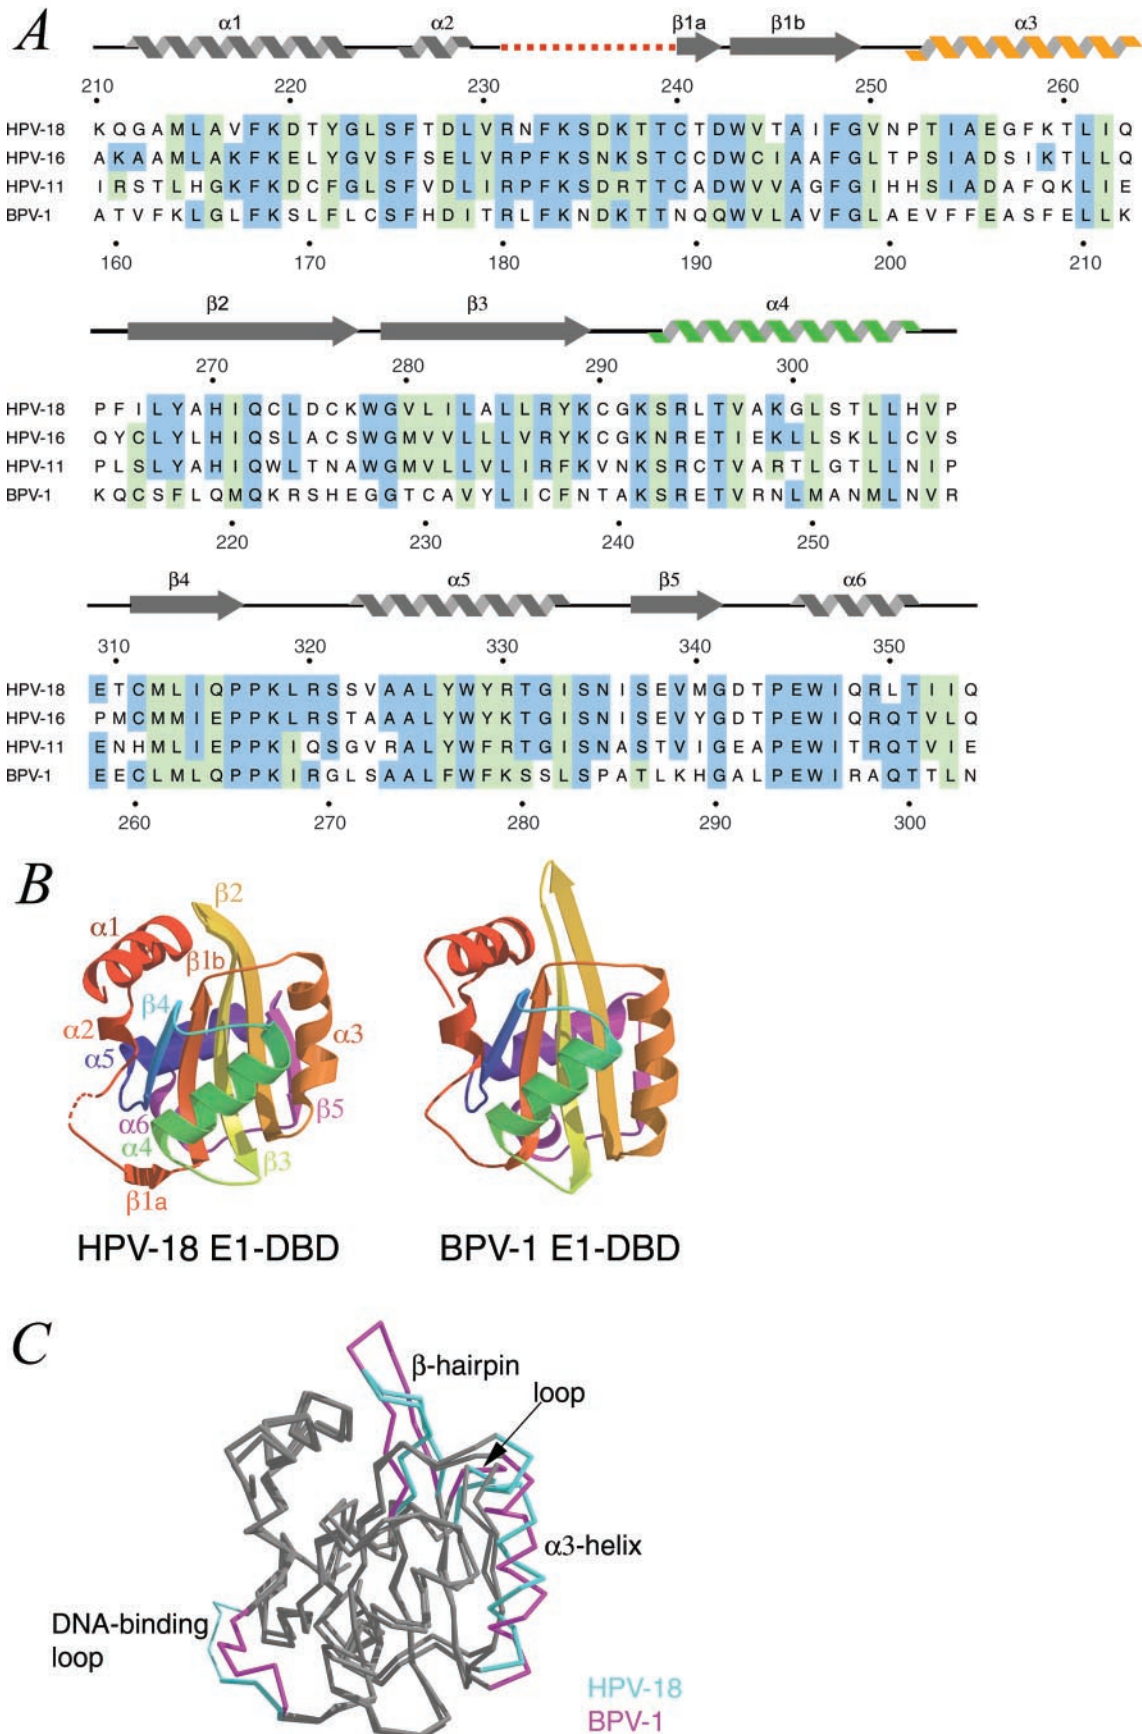 A
α1 α2 β1a β1b α3
210 220 230 240 250 260
HPV-18 K Q G A M L A V F K D T Y G L S F T D L V R N F K S D K T T C T D W V T A I F G V N P T I A E G F K T L I Q
HPV-16 A K A A M L A K F K E L Y G V S F S E L V R P F K S N K S T C C D W C I A A F G L T P S I A D S I K T L L Q
HPV-11 I R S T L H G K F K D C F G L S F V D L I R P F K S D R T T C A D W V V A G F G I H H S I A D A F Q K L I E
BPV-1 A T V F K L G L F K S L F L C S F H D I T R L F K N D K T T N Q Q W V L A V F G L A E V F F E A S F E L L K
160 170 180 190 200 210
β2 β3 α4
270 280 290 300
HPV-18 P F I L Y A H I Q C L D C K W G V L I L A L L R Y K C G K S R L T V A K G L S T L L H V P
HPV-16 Q Y C L Y L H I Q S L A C S W G M V V L L L V R Y K C G K N R E T I E K L L S K L L C V S
HPV-11 P L S L Y A H I Q W L T N A W G M V L L V L I R F K V N K S R C T V A R T L G T L L N I P
BPV-1 K Q C S F L Q M Q K R S H E G G T C A V Y L I C F N T A K S R E T V R N L M A N M L N V R
220 230 240 250
β4 α5 β5 α6
310 320 330 340 350
HPV-18 E T C M L I Q P P K L R S S V A A L Y W Y R T G I S N I S E V M G D T P E W I Q R L T I I Q
HPV-16 P M C M M I E P P K L R S T A A A L Y W Y K T G I S N I S E V Y G D T P E W I Q R Q T V L Q
HPV-11 E N H M L I E P P K I Q S G V R A L Y W F R T G I S N A S T V I G E A P E W I T R Q T V I E
BPV-1 E E C L M L Q P P K I R G L S A A L F W F K S S L S P A T L K H G A L P E W I R A Q T T L N
260 270 280 290 300
B
β2
α1
β1b
β4
α2 α3
α5
α6 β5
α4
β3
β1a
HPV-18 E1-DBD BPV-1 E1-DBD
C
β-hairpin
loop
α3-helix
DNA-binding
loop
HPV-18
BPV-1